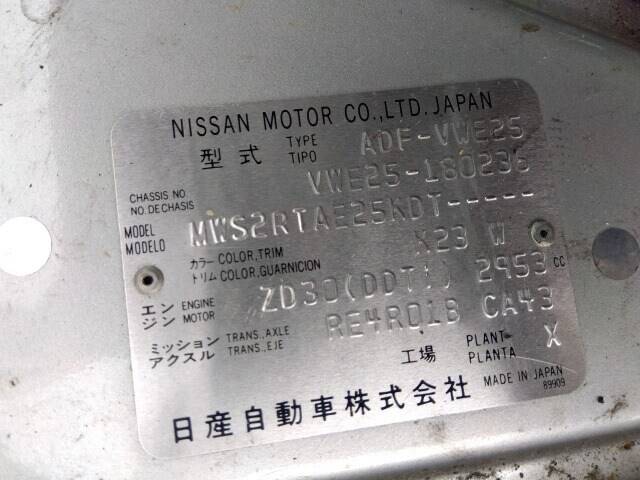 NISSAN MOTOR CO.,LTD.JAPAN
型式 TYPE TIPO ADF-VWE25
CHASSIS NO NO.DECHASIS VWE25-180236
MODEL MODELO MWS2RTAE25KDT-----
カラー COLOR,TRIM トリム COLOR,GUARNICION K23 W
エンジン ENGINE MOTOR ZD30(DDTI) 2953 CC
ミッション TRANS.,AXLE アクスル TRANS.,EJE RE4R01B CA43
工場 PLANT PLANTA X
日産自動車株式会社 MADE IN JAPAN
89909